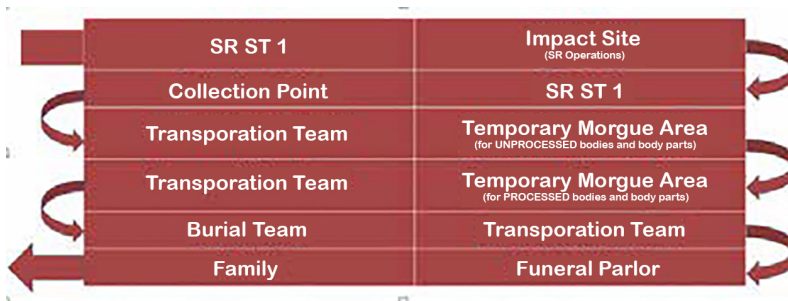 SR ST 1
Impact Site
(SR Operations)
Collection Point
SR ST 1
Transporation Team
Temporary Morgue Area
(for UNPROCESSED bodies and body parts)
Transporation Team
Temporary Morgue Area
(for PROCESSED bodies and body parts)
Burial Team
Transporation Team
Family
Funeral Parlor